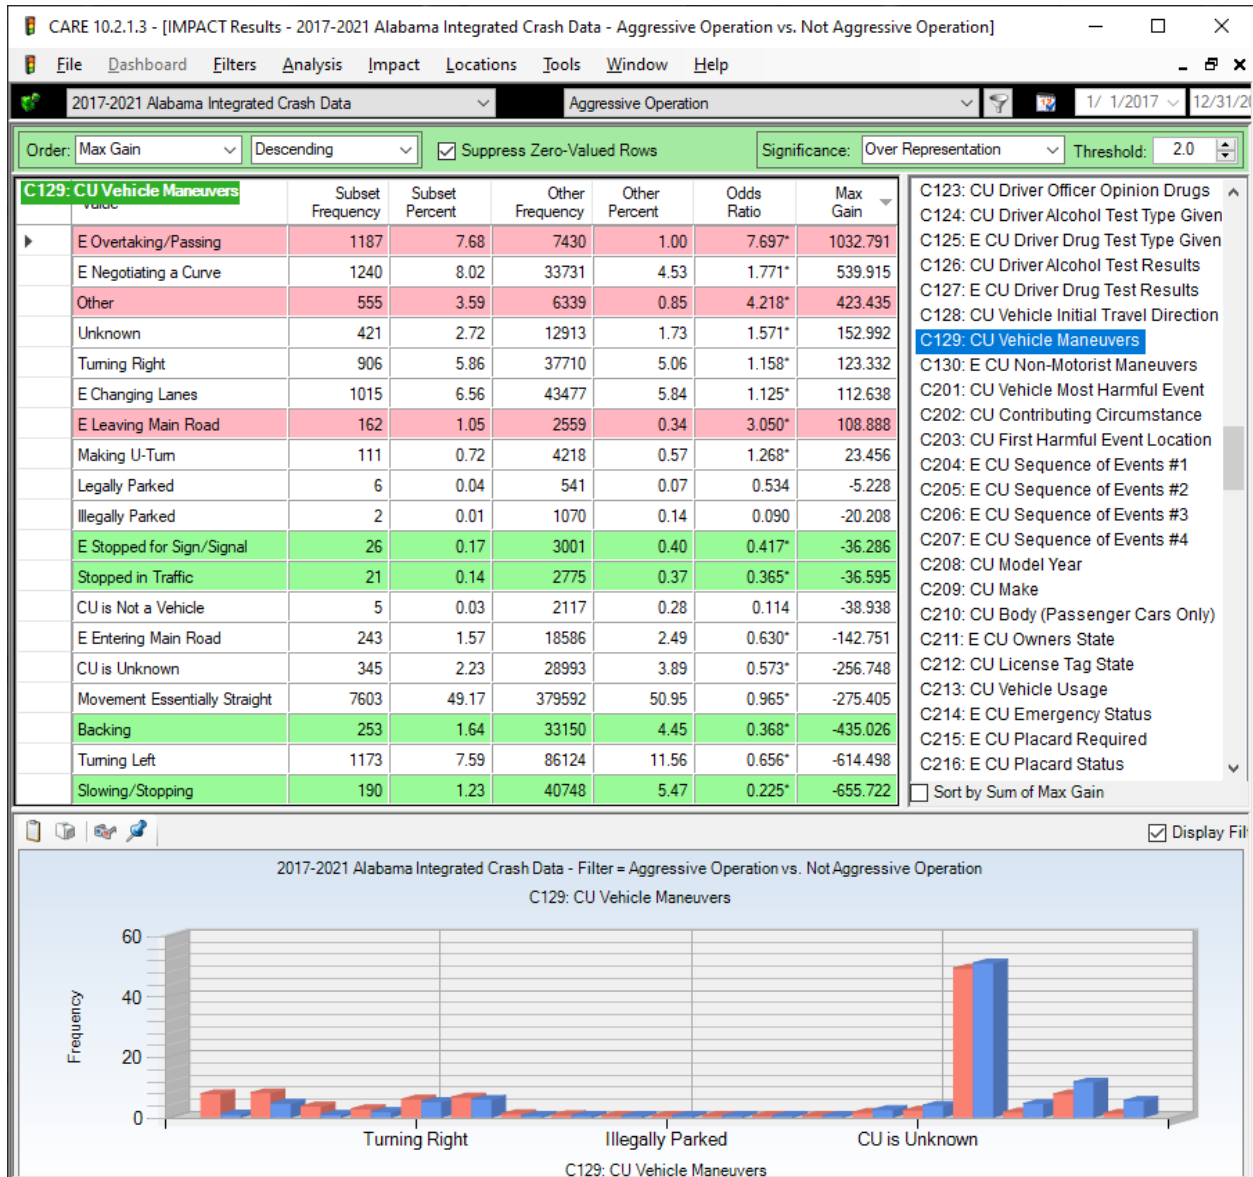 CARE 10.2.1.3 - [IMPACT Results - 2017-2021 Alabama Integrated Crash Data - Aggressive Operation vs. Not Aggressive Operation]
File Dashboard Filters Analysis Impact Locations Tools Window Help
2017-2021 Alabama Integrated Crash Data Aggressive Operation 1/ 1/2017 12/31/20
Order: Max Gain Descending Suppress Zero-Valued Rows Significance: Over Representation Threshold: 2.0
C129: CU Vehicle Maneuvers
Value Subset Frequency Subset Percent Other Frequency Other Percent Odds Ratio Max Gain
E Overtaking/Passing 1187 7.68 7430 1.00 7.697* 1032.791
E Negotiating a Curve 1240 8.02 33731 4.53 1.771* 539.915
Other 555 3.59 6339 0.85 4.218* 423.435
Unknown 421 2.72 12913 1.73 1.571* 152.992
Turning Right 906 5.86 37710 5.06 1.158* 123.332
E Changing Lanes 1015 6.56 43477 5.84 1.125* 112.638
E Leaving Main Road 162 1.05 2559 0.34 3.050* 108.888
Making U-Turn 111 0.72 4218 0.57 1.268* 23.456
Legally Parked 6 0.04 541 0.07 0.534 -5.228
Illegally Parked 2 0.01 1070 0.14 0.090 -20.208
E Stopped for Sign/Signal 26 0.17 3001 0.40 0.417* -36.286
Stopped in Traffic 21 0.14 2775 0.37 0.365* -36.595
CU is Not a Vehicle 5 0.03 2117 0.28 0.114 -38.938
E Entering Main Road 243 1.57 18586 2.49 0.630* -142.751
CU is Unknown 345 2.23 28993 3.89 0.573* -256.748
Movement Essentially Straight 7603 49.17 379592 50.95 0.965* -275.405
Backing 253 1.64 33150 4.45 0.368* -435.026
Turning Left 1173 7.59 86124 11.56 0.656* -614.498
Slowing/Stopping 190 1.23 40748 5.47 0.225* -655.722
C123: CU Driver Officer Opinion Drugs
C124: CU Driver Alcohol Test Type Given
C125: E CU Driver Drug Test Type Given
C126: CU Driver Alcohol Test Results
C127: E CU Driver Drug Test Results
C128: CU Vehicle Initial Travel Direction
C129: CU Vehicle Maneuvers
C130: E CU Non-Motorist Maneuvers
C201: CU Vehicle Most Harmful Event
C202: CU Contributing Circumstance
C203: CU First Harmful Event Location
C204: E CU Sequence of Events #1
C205: E CU Sequence of Events #2
C206: E CU Sequence of Events #3
C207: E CU Sequence of Events #4
C208: CU Model Year
C209: CU Make
C210: CU Body (Passenger Cars Only)
C211: E CU Owners State
C212: CU License Tag State
C213: CU Vehicle Usage
C214: E CU Emergency Status
C215: E CU Placard Required
C216: E CU Placard Status
Sort by Sum of Max Gain
Display Filt
2017-2021 Alabama Integrated Crash Data - Filter = Aggressive Operation vs. Not Aggressive Operation
C129: CU Vehicle Maneuvers
60
40
20
0
Frequency
Turning Right Illegally Parked CU is Unknown
C129: CU Vehicle Maneuvers